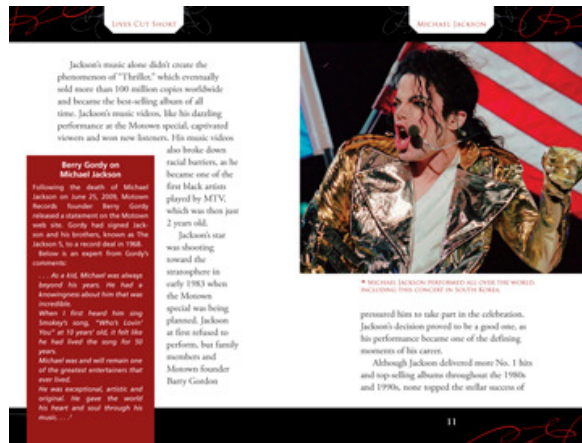 LIVES CUT SHORT
MICHAEL JACKSON
Jackson's music alone didn't create the
phenomenon of "Thriller," which eventually
sold more than 100 million copies worldwide
and became the best-selling album of all
time. Jackson's music videos, like his dazzling
performance at the Motown special, captivated
viewers and won new listeners. His music videos
also broke down
racial barriers, as he
became one of the
first black artists
played by MTV,
which was then just
2 years old.
Jackson's star
was shooting
toward the
stratosphere in
early 1983 when
the Motown
special was being
planned. Jackson
at first refused to
perform, but family
members and
Motown founder
Barry Gordon
Berry Gordy on
Michael Jackson
Following the death of Michael
Jackson on June 25, 2009, Motown
Records founder Berry Gordy
released a statement on the Motown
web site. Gordy had signed Jack-
son and his brothers, known as The
Jackson 5, to a record deal in 1968.
Below is an expert from Gordy's
comments:
. . . As a kid, Michael was always
beyond his years. He had a
knowingness about him that was
incredible.
When I first heard him sing
Smokey's song, "Who's Lovin'
You" at 10 years' old, it felt like
he had lived the song for 50
years.
Michael was and will remain one
of the greatest entertainers that
ever lived.
He was exceptional, artistic and
original. He gave the world
his heart and soul through his
music. . . .'
* MICHAEL JACKSON PERFORMED ALL OVER THE WORLD,
INCLUDING THIS CONCERT IN SOUTH KOREA.
pressured him to take part in the celebration.
Jackson's decision proved to be a good one, as
his performance became one of the defining
moments of his career.
Although Jackson delivered more No. 1 hits
and top-selling albums throughout the 1980s
and 1990s, none topped the stellar success of
11